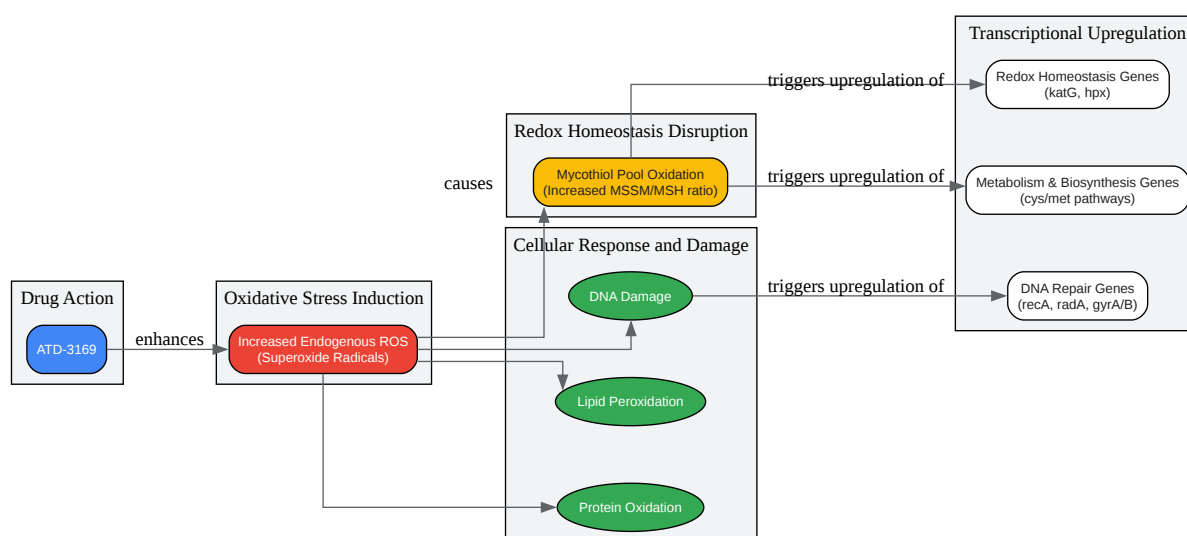 Drug Action
ATD-3169
enhances
Oxidative Stress Induction
Increased Endogenous ROS
(Superoxide Radicals)
causes
Redox Homeostasis Disruption
Mycothiol Pool Oxidation
(Increased MSSM/MSH ratio)
Cellular Response and Damage
DNA Damage
Lipid Peroxidation
Protein Oxidation
triggers upregulation of
triggers upregulation of
triggers upregulation of
Transcriptional Upregulation
Redox Homeostasis Genes
(katG, hpx)
Metabolism & Biosynthesis Genes
(cys/met pathways)
DNA Repair Genes
(recA, radA, gyrA/B)